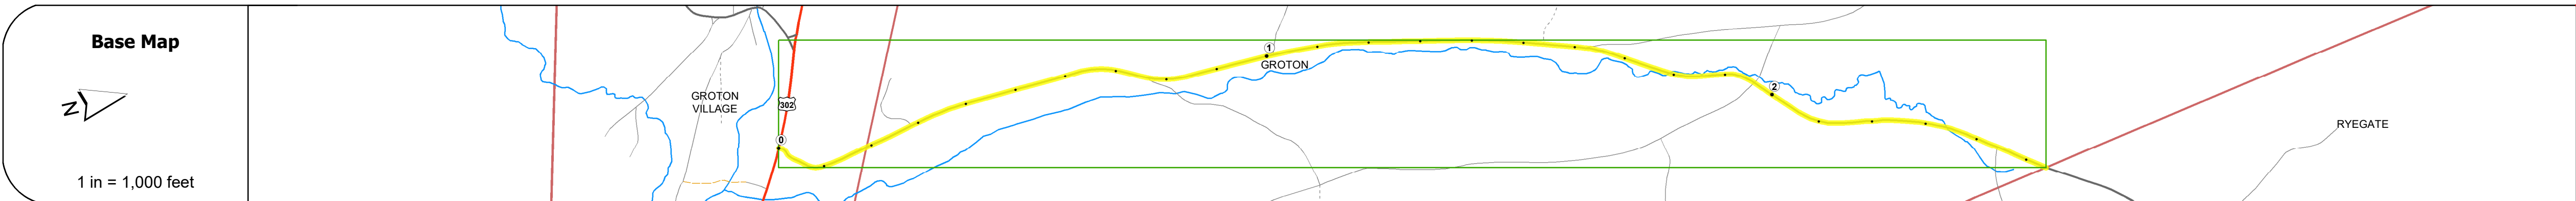 Base Map
N
1 in = 1,000 feet
GROTON
VILLAGE
302
0
1
GROTON
2
RYEGATE